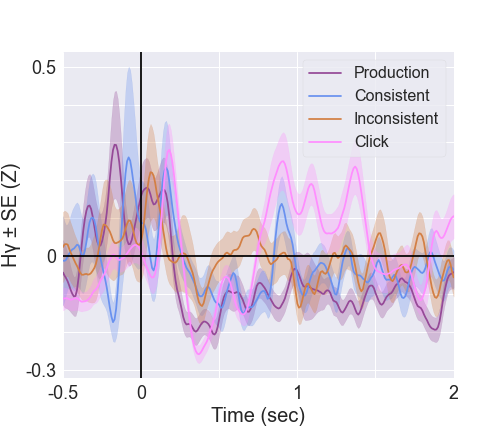 Production
Consistent
Inconsistent
Click
0.5
0
-0.3
Hγ ± SE (Z)
-0.5
0
1
2
Time (sec)